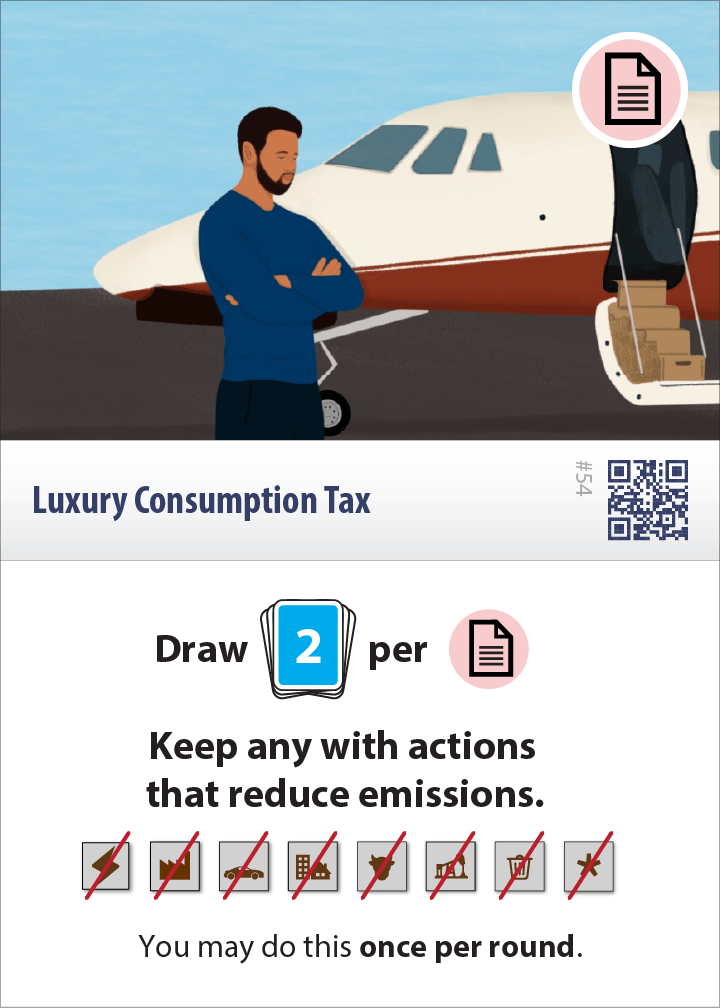 Luxury Consumption Tax
#54
Draw 2 per
Keep any with actions
that reduce emissions.
You may do this once per round.